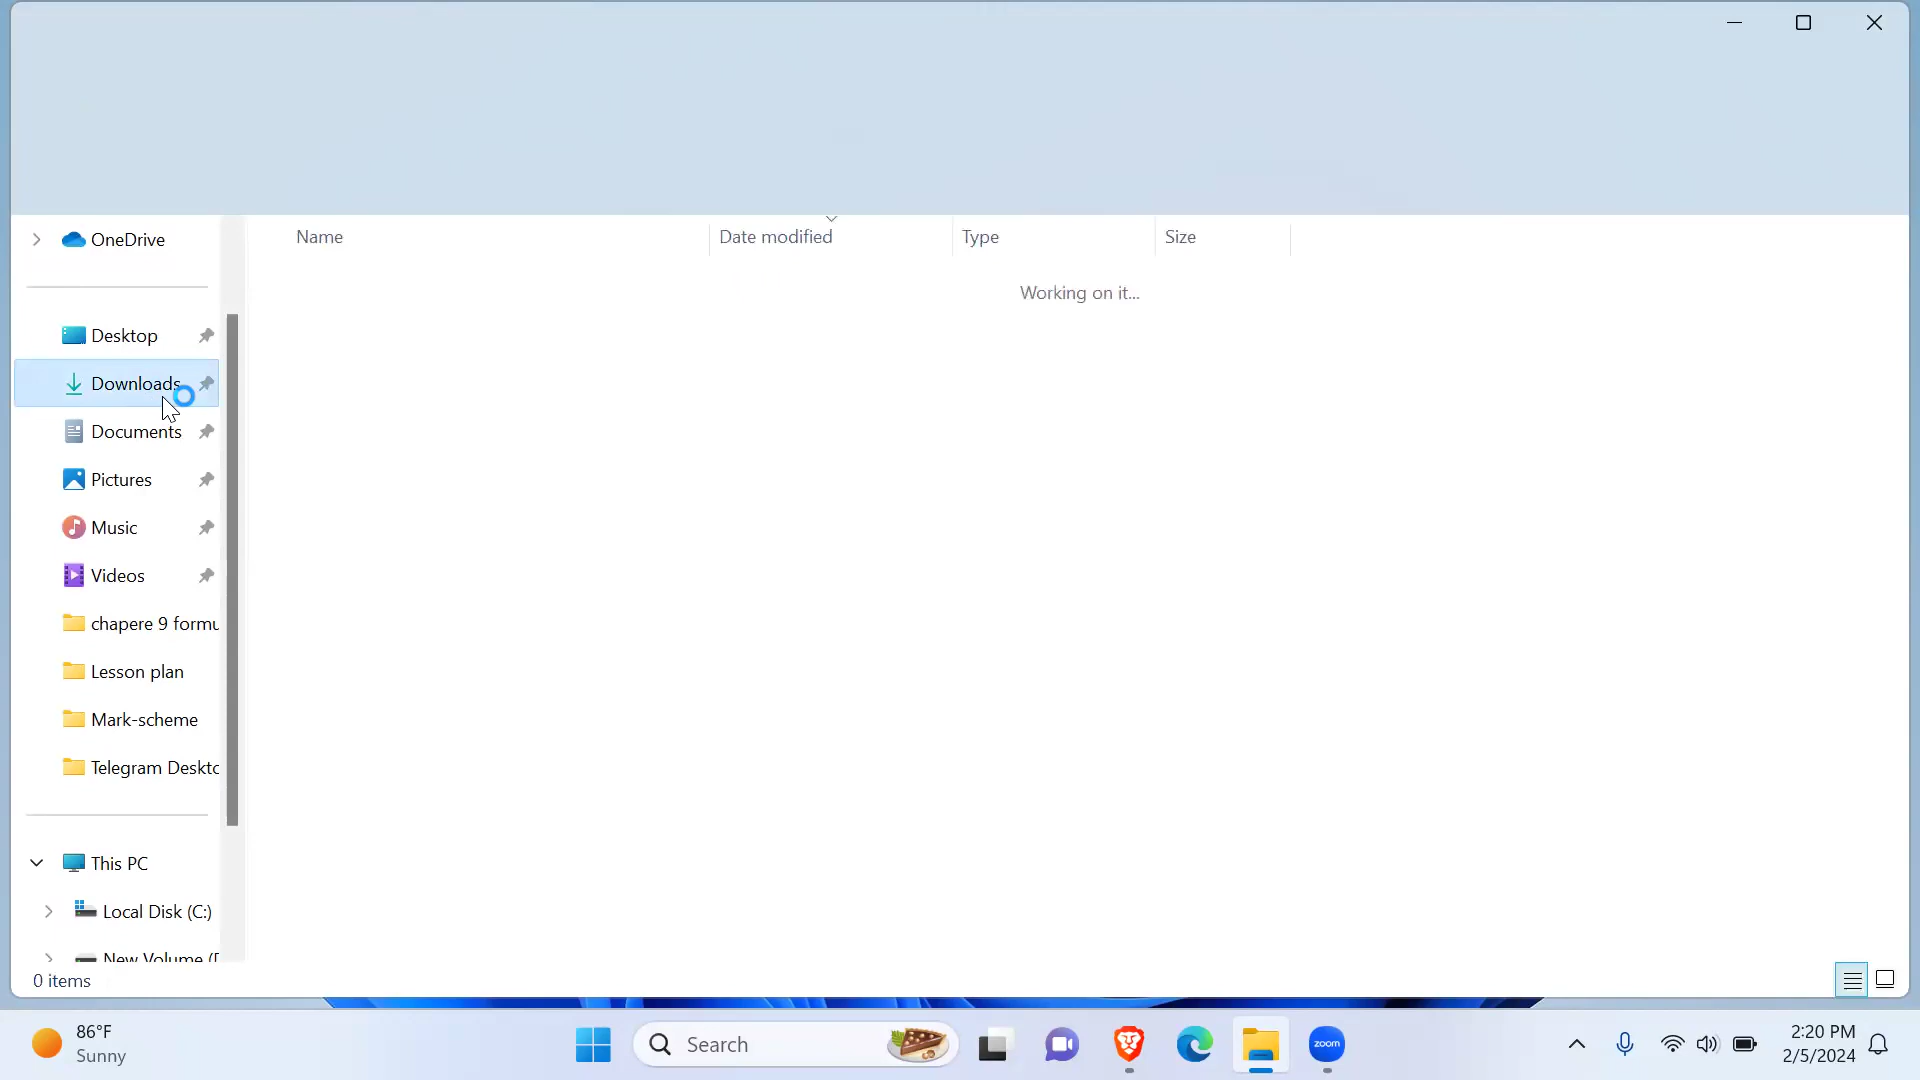 OneDrive
Name
Date modified
Type
Size
Working on it...
Desktop
Downloads
Documents
Pictures
Music
Videos
chapere 9 formu
Lesson plan
Mark-scheme
Telegram Deskto
This PC
Local Disk (C:)
New Volume (
0 items
86°F
Sunny
Search
zoom
2:20 PM
2/5/2024